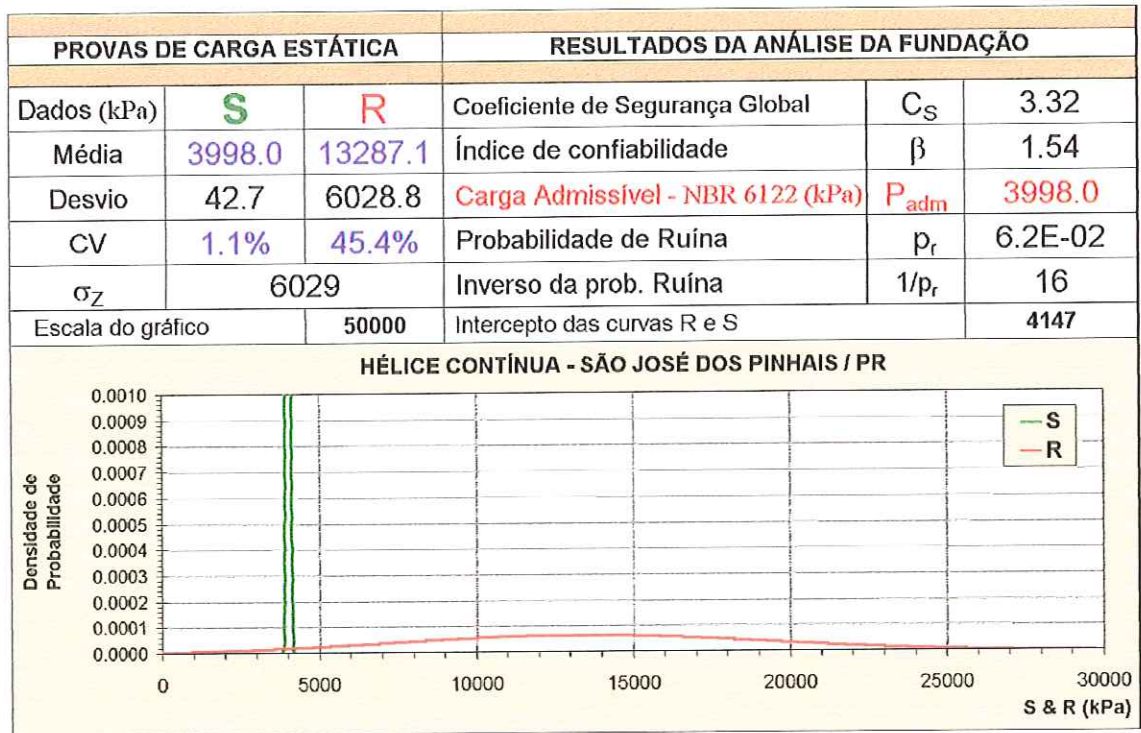 PROVAS DE CARGA ESTÁTICA RESULTADOS DA ANÁLISE DA FUNDAÇÃO
Dados (kPa) S R Coeficiente de Segurança Global C_S 3.32
Média 3998.0 13287.1 Índice de confiabilidade β 1.54
Desvio 42.7 6028.8 Carga Admissível - NBR 6122 (kPa) P_adm 3998.0
CV 1.1% 45.4% Probabilidade de Ruína p_r 6.2E-02
σ_Z 6029 Inverso da prob. Ruína 1/p_r 16
Escala do gráfico 50000 Intercepto das curvas R e S 4147
HÉLICE CONTÍNUA - SÃO JOSÉ DOS PINHAIS / PR
Densidade de
Probabilidade
0.0010
0.0009
0.0008
0.0007
0.0006
0.0005
0.0004
0.0003
0.0002
0.0001
0.0000
S
R
0 5000 10000 15000 20000 25000 30000
S & R (kPa)